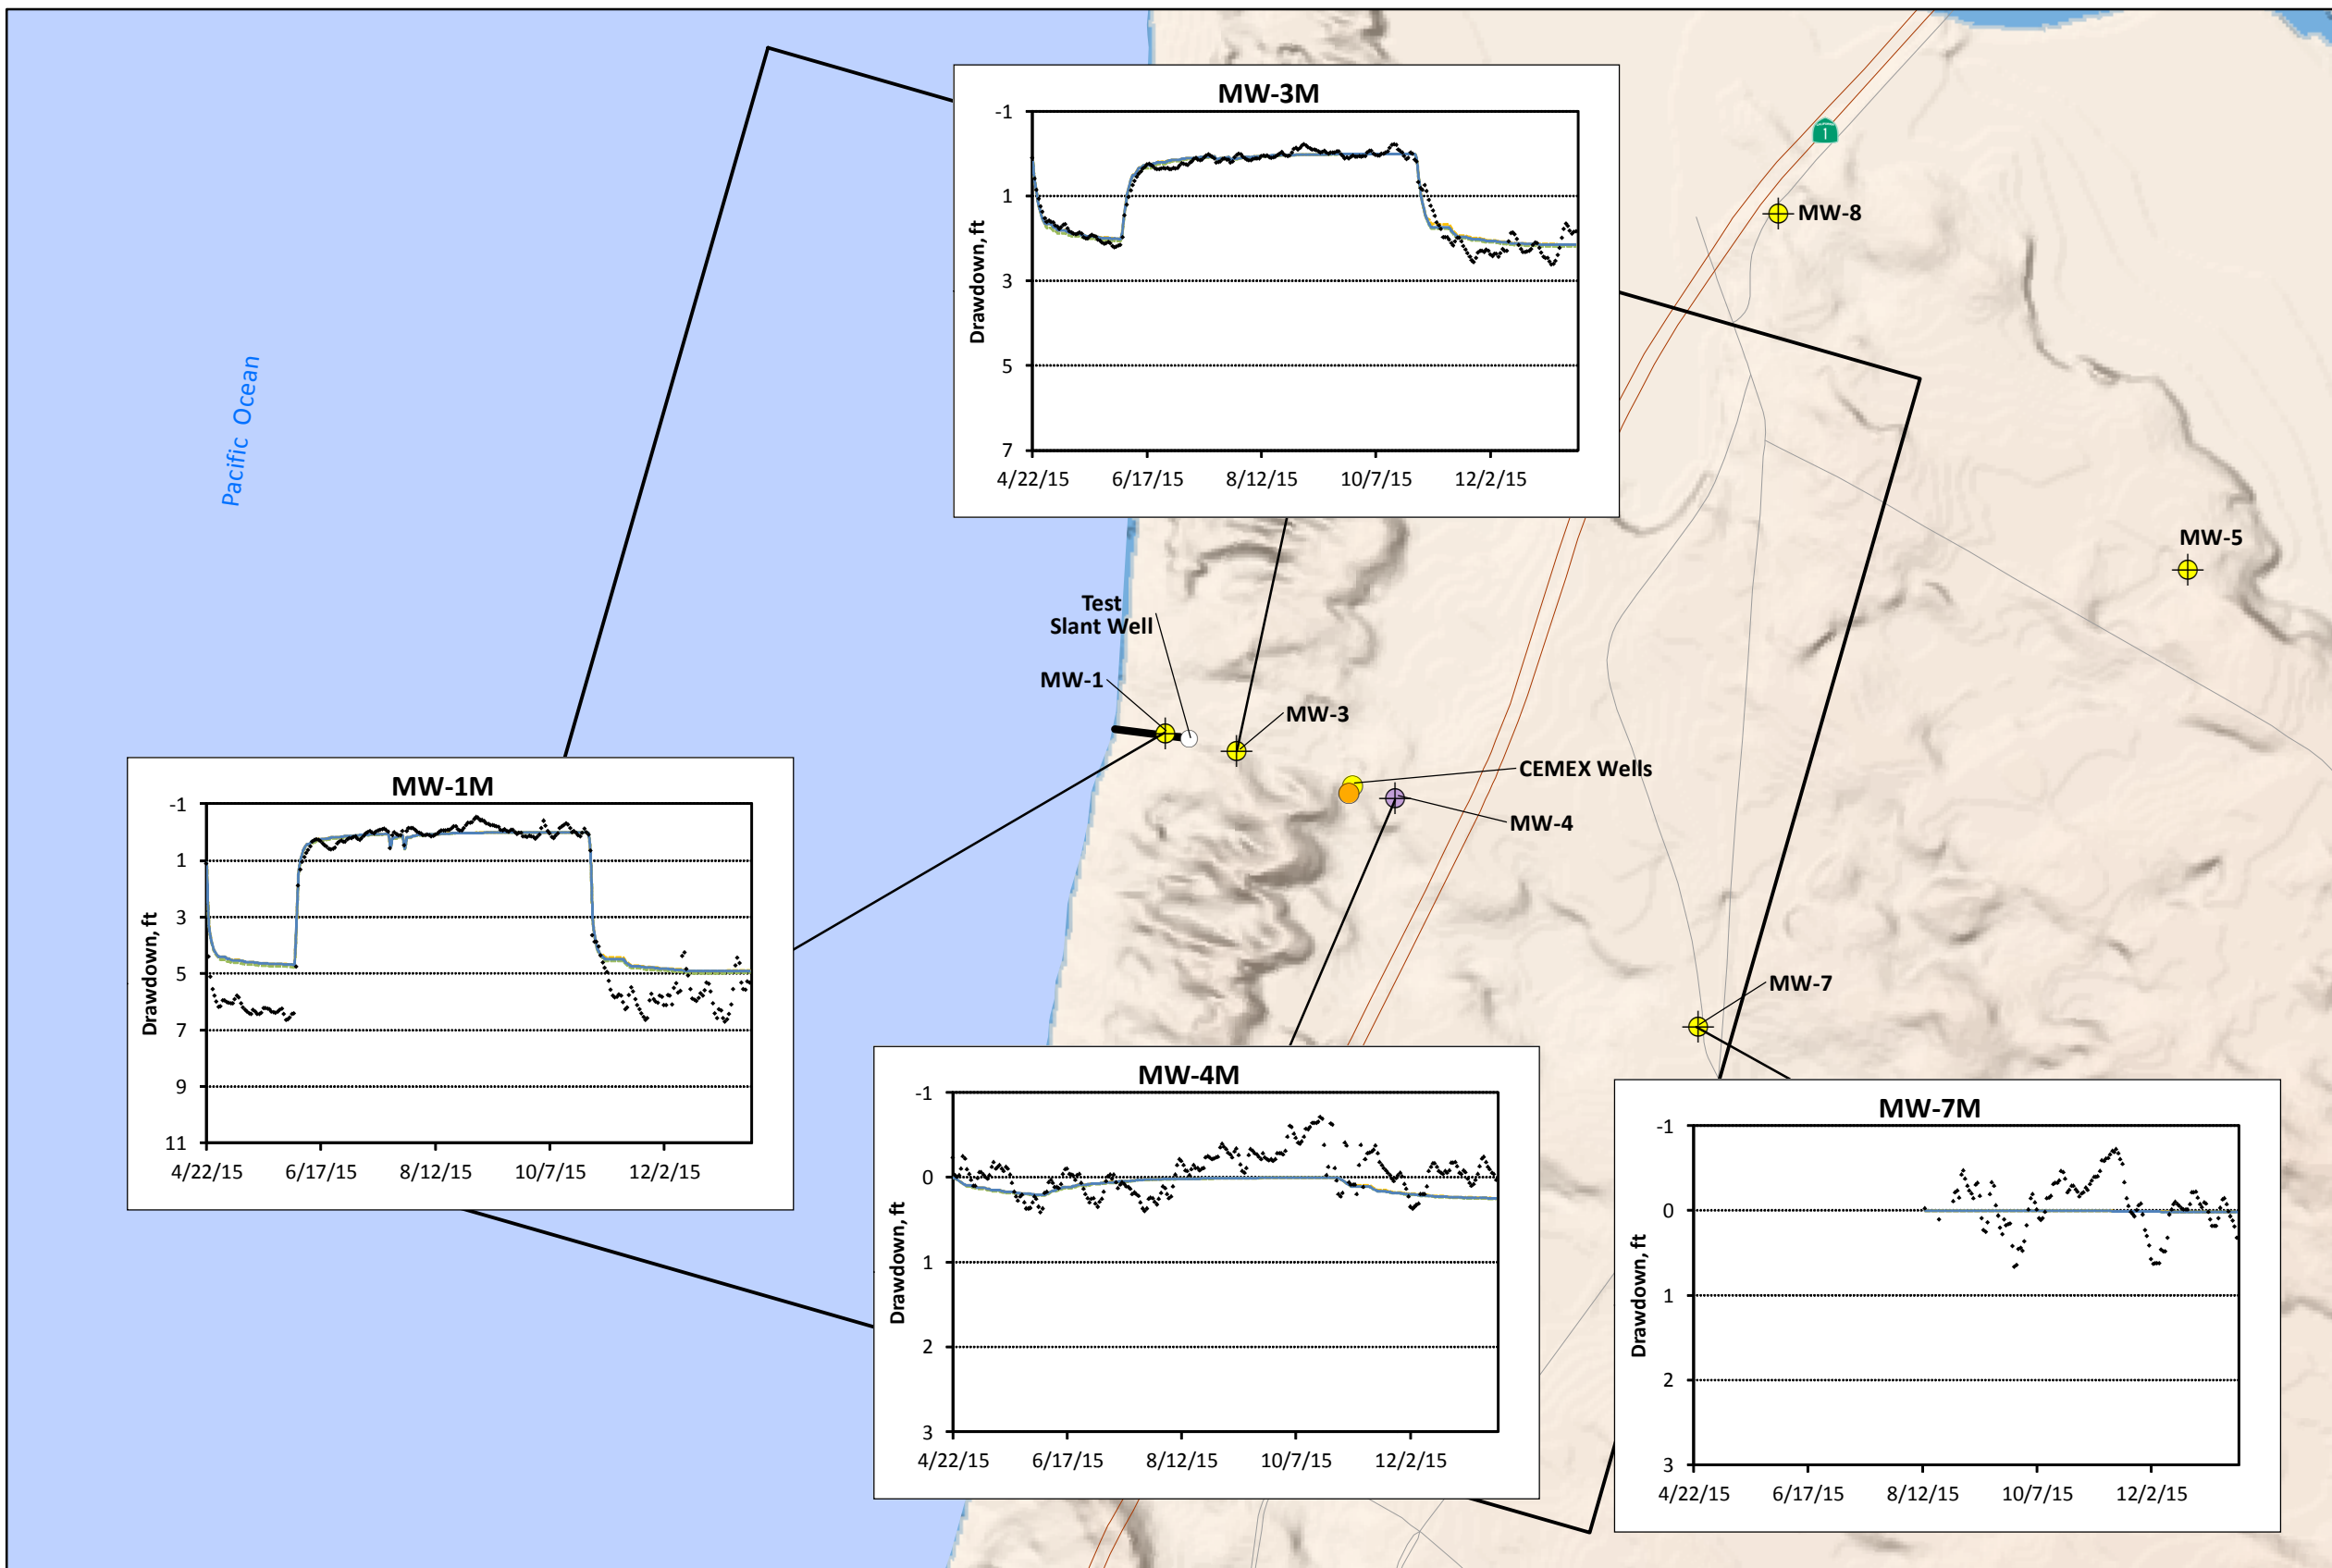 MW-3M
-1
1
3
5
7
Drawdown, ft
4/22/15
6/17/15
8/12/15
10/7/15
12/2/15
1
MW-8
Pacific Ocean
MW-5
Test
Slant Well
MW-1
MW-3
CEMEX Wells
MW-4
MW-7
MW-1M
-1
1
3
5
7
9
11
Drawdown, ft
4/22/15
6/17/15
8/12/15
10/7/15
12/2/15
MW-4M
-1
0
1
2
3
Drawdown, ft
4/22/15
6/17/15
8/12/15
10/7/15
12/2/15
MW-7M
-1
0
1
2
3
Drawdown, ft
4/22/15
6/17/15
8/12/15
10/7/15
12/2/15